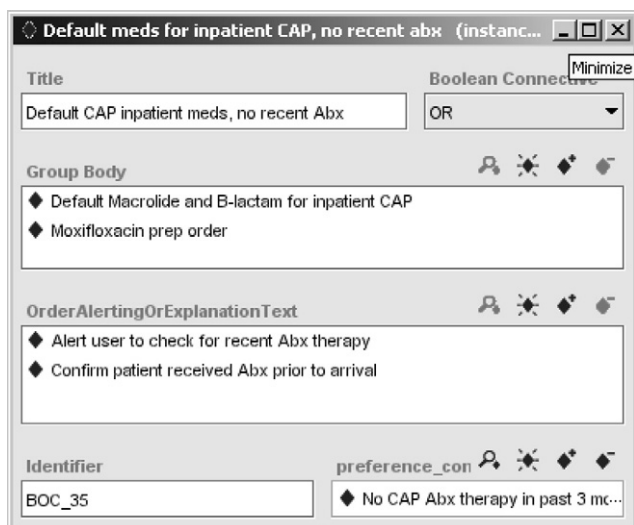 Default meds for inpatient CAP, no recent abx (instanc...
Minimize
Title
Boolean Connective
Default CAP inpatient meds, no recent Abx
OR
Group Body
Default Macrolide and B-lactam for inpatient CAP
Moxifloxacin prep order
OrderAlertingOrExplanationText
Alert user to check for recent Abx therapy
Confirm patient received Abx prior to arrival
Identifier
preference_con
BOC_35
No CAP Abx therapy in past 3 mo...